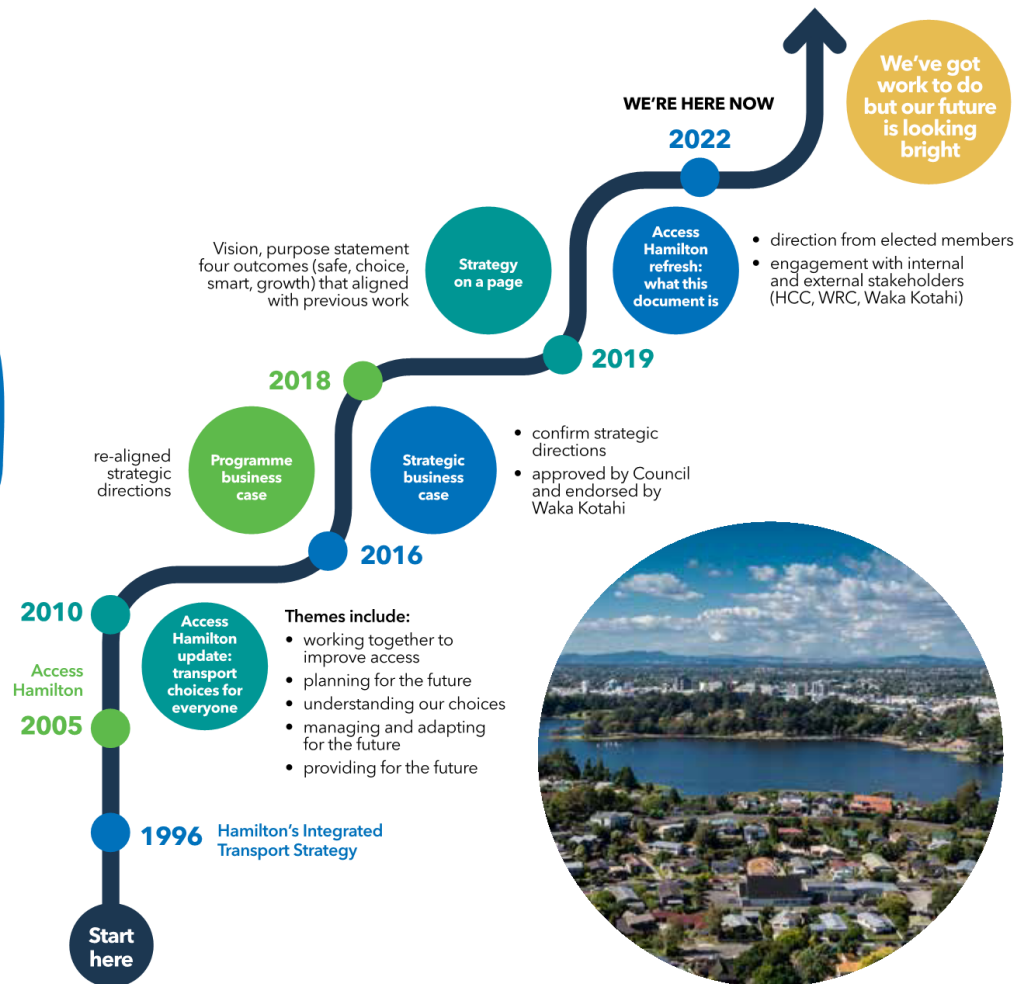 We've got
work to do
but our future
is looking
bright
WE'RE HERE NOW
2022
Access
Hamilton
refresh:
what this
document is
• direction from elected members
• engagement with internal
and external stakeholders
(HCC, WRC, Waka Kotahi)
Vision, purpose statement
four outcomes (safe, choice,
smart, growth) that aligned
with previous work
Strategy
on a page
2019
2018
re-aligned
strategic
directions
Programme
business
case
Strategic
business
case
• confirm strategic
directions
• approved by Council
and endorsed by
Waka Kotahi
2016
2010
Access
Hamilton
update:
transport
choices for
everyone
Themes include:
• working together to
improve access
• planning for the future
• understanding our choices
• managing and adapting
for the future
• providing for the future
Access
Hamilton
2005
1996
Hamilton's Integrated
Transport Strategy
Start
here